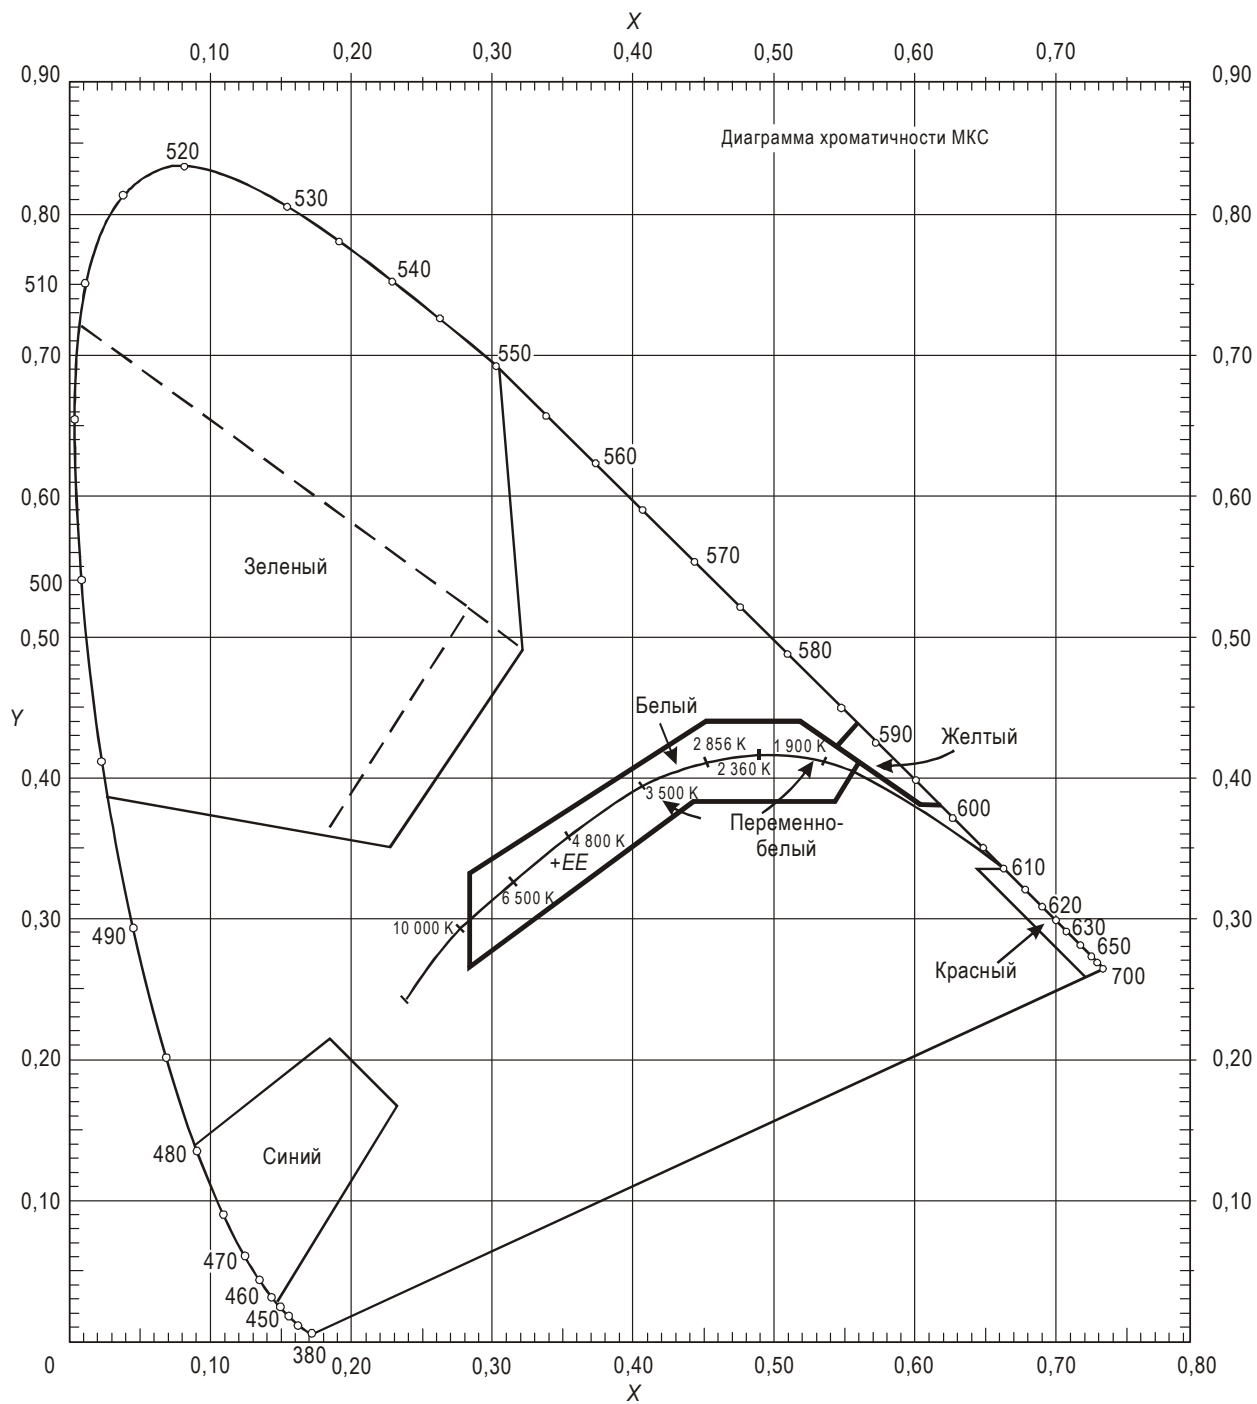 X
0,10 0,20 0,30 0,40 0,50 0,60 0,70
0,90 0,90
Диаграмма хроматичности МКС
520
530
0,80 0,80
540
510
550
0,70 0,70
560
0,60 0,60
570
Зеленый
500
0,50 0,50
580
Белый
Y
590 Желтый
2 856 K 1 900 K
2 360 K
0,40 0,40
3 500 K
600
Переменно-
белый
4 800 K
+EE
610
6 500 K
620
0,30 0,30
10 000 K
630
490
650
Красный
700
0,20 0,20
480
Синий
0,10 0,10
470
460
450
380
0 0,10 0,20 0,30 0,40 0,50 0,60 0,70 0,80
X